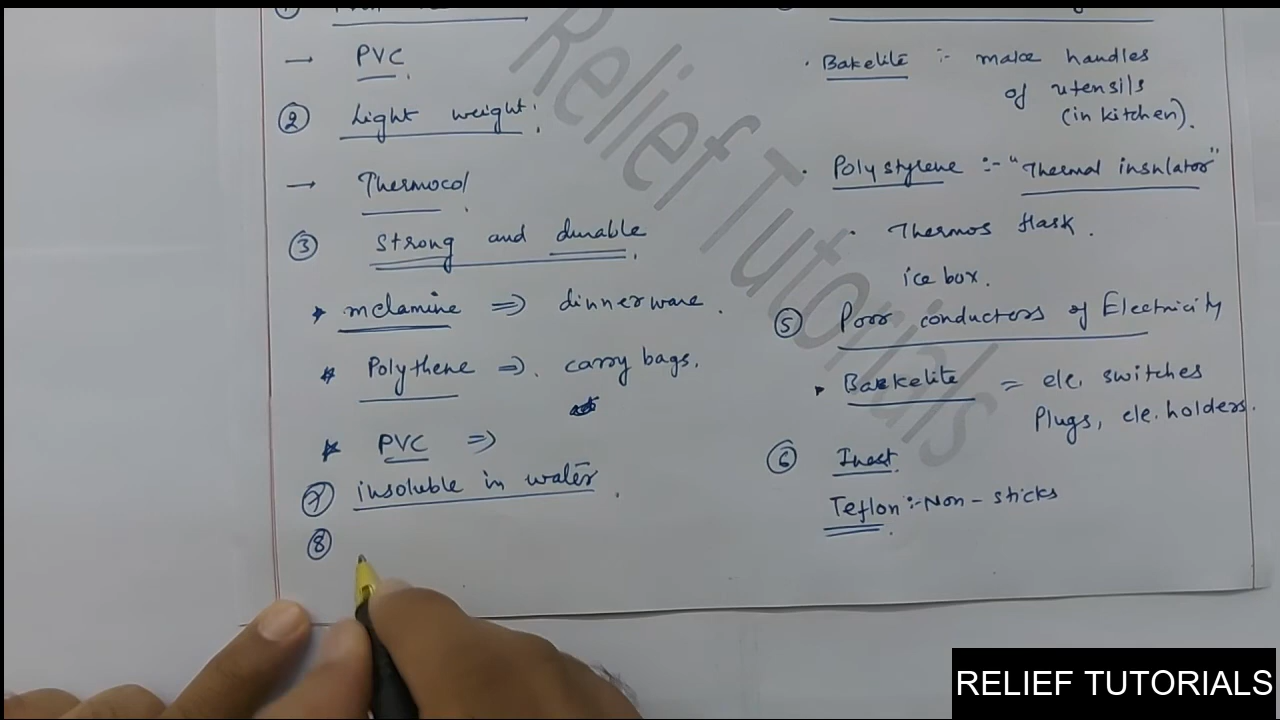 ①
→ PVC.
② Light weight:
→ Thermocol.
③ Strong and durable.
* melamine ⇒ dinnerware.
* Polythene ⇒. carry bags.
* PVC ⇒
⑦ insoluble in water.
⑧
· Bakelite :- make handles
of utensils
(in kitchen).
· Polystyrene :- "Thermal insulator"
· Thermos flask.
ice box.
⑤ Poor conductors of Electricity
· Bakelite = ele. switches
Plugs, ele. holders.
⑥ Inert.
Teflon :- Non-sticks.
Relief Tutorials
RELIEF TUTORIALS